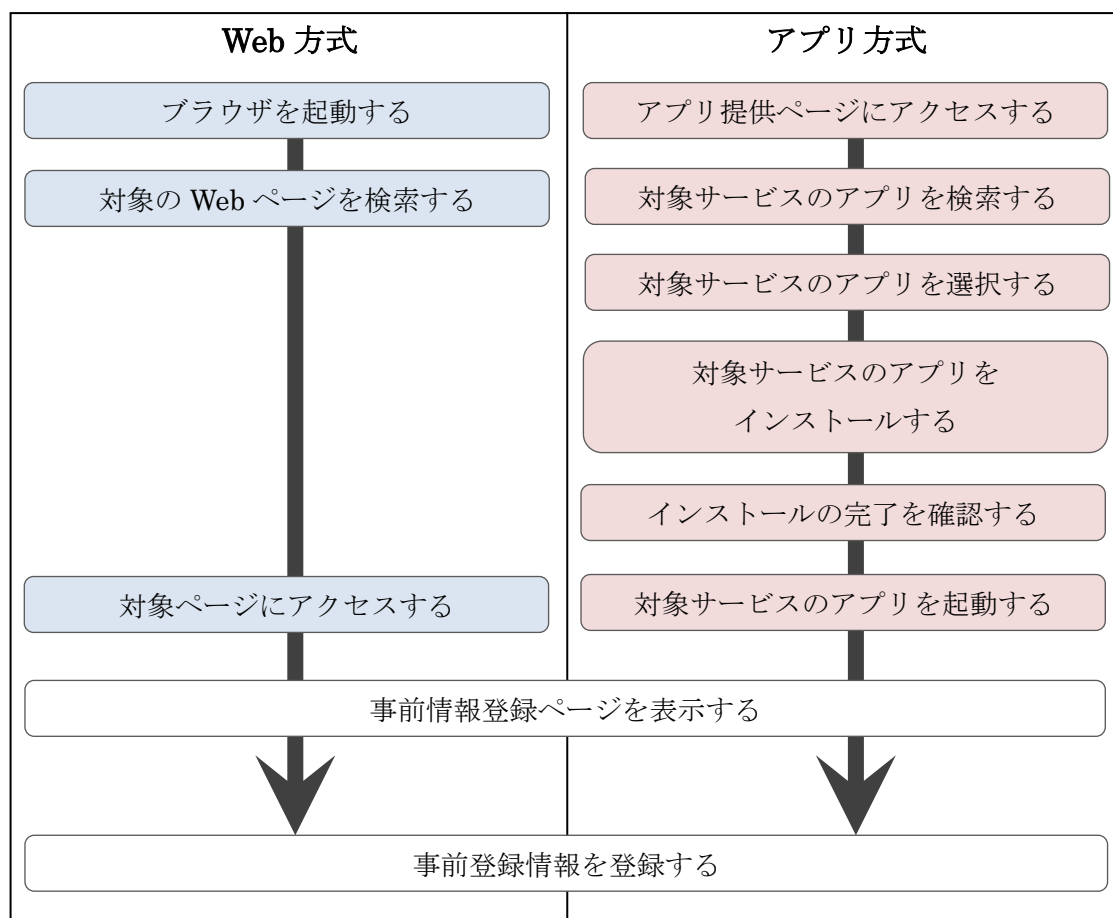 Web 方式
ブラウザを起動する
対象の Web ページを検索する
対象ページにアクセスする
アプリ方式
アプリ提供ページにアクセスする
対象サービスのアプリを検索する
対象サービスのアプリを選択する
対象サービスのアプリを
インストールする
インストールの完了を確認する
対象サービスのアプリを起動する
事前情報登録ページを表示する
事前登録情報を登録する